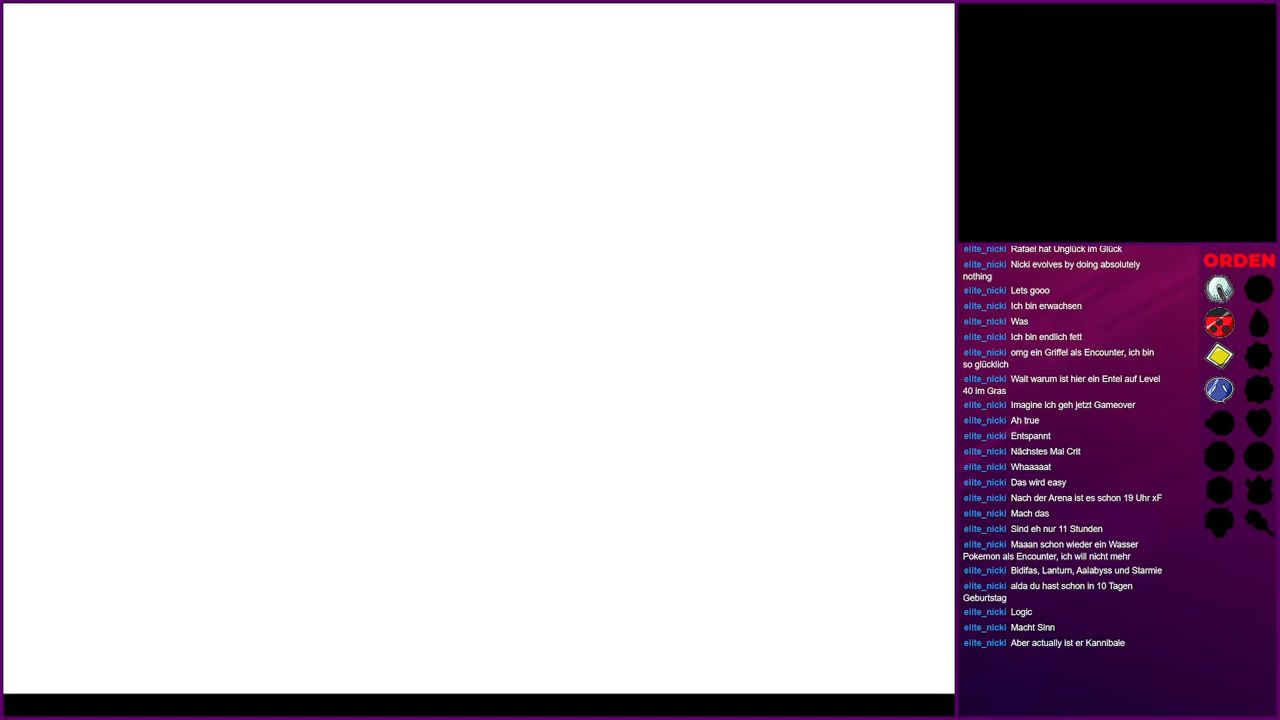 elite_nicki Rafael hat Unglück im Glück
elite_nicki Nicki evolves by doing absolutely
nothing
elite_nicki Lets gooo
elite_nicki Ich bin erwachsen
elite_nicki Was
elite_nicki Ich bin endlich fett
elite_nicki omg ein Griffel als Encounter, ich bin
so glücklich
elite_nicki Wait warum ist hier ein Entei auf Level
40 im Gras
elite_nicki Imagine ich geh jetzt Gameover
elite_nicki Ah true
elite_nicki Entspannt
elite_nicki Nächstes Mal Crit
elite_nicki Whaaaaat
elite_nicki Das wird easy
elite_nicki Nach der Arena ist es schon 19 Uhr xF
elite_nicki Mach das
elite_nicki Sind eh nur 11 Stunden
elite_nicki Maaan schon wieder ein Wasser
Pokemon als Encounter, ich will nicht mehr
elite_nicki Bidifas, Lanturn, Aalabyss und Starmie
elite_nicki alda du hast schon in 10 Tagen
Geburtstag
elite_nicki Logic
elite_nicki Macht Sinn
elite_nicki Aber actually ist er Kannibale
ORDEN